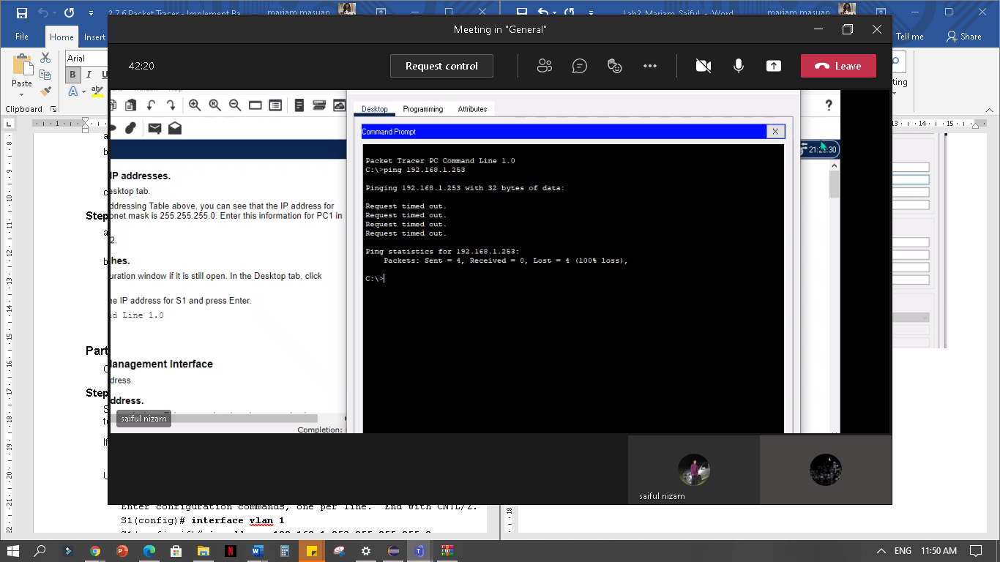 2.7.6 Packet Tracer - Implement Ba
mariam masuan
Lab2_Mariam_Saiful - Word
mariam masuan
File
Home
Insert
Tell me
Share
Meeting in "General"
42:20
Request control
Leave
Paste
Arial
B
I
U
Clipboard
Desktop
Programming
Attributes
?
Command Prompt
X
Packet Tracer PC Command Line 1.0
C:\>ping 192.168.1.253
Pinging 192.168.1.253 with 32 bytes of data:
Request timed out.
Request timed out.
Request timed out.
Request timed out.
Ping statistics for 192.168.1.253:
Packets: Sent = 4, Received = 0, Lost = 4 (100% loss),
C:\>
IP addresses.
esktop tab.
ddressing Table above, you can see that the IP address for
onet mask is 255.255.255.0. Enter this information for PC1 in
2.
hes.
uration window if it is still open. In the Desktop tab, click
he IP address for S1 and press Enter.
nd Line 1.0
Management Interface
dress.
ddress.
saiful nizam
Completion:
a
b
c
Step
a
b
Part
Step
If
saiful nizam
Enter configuration commands, one per line. End with CNTL/Z.
S1(config)# interface vlan 1
ENG
11:50 AM